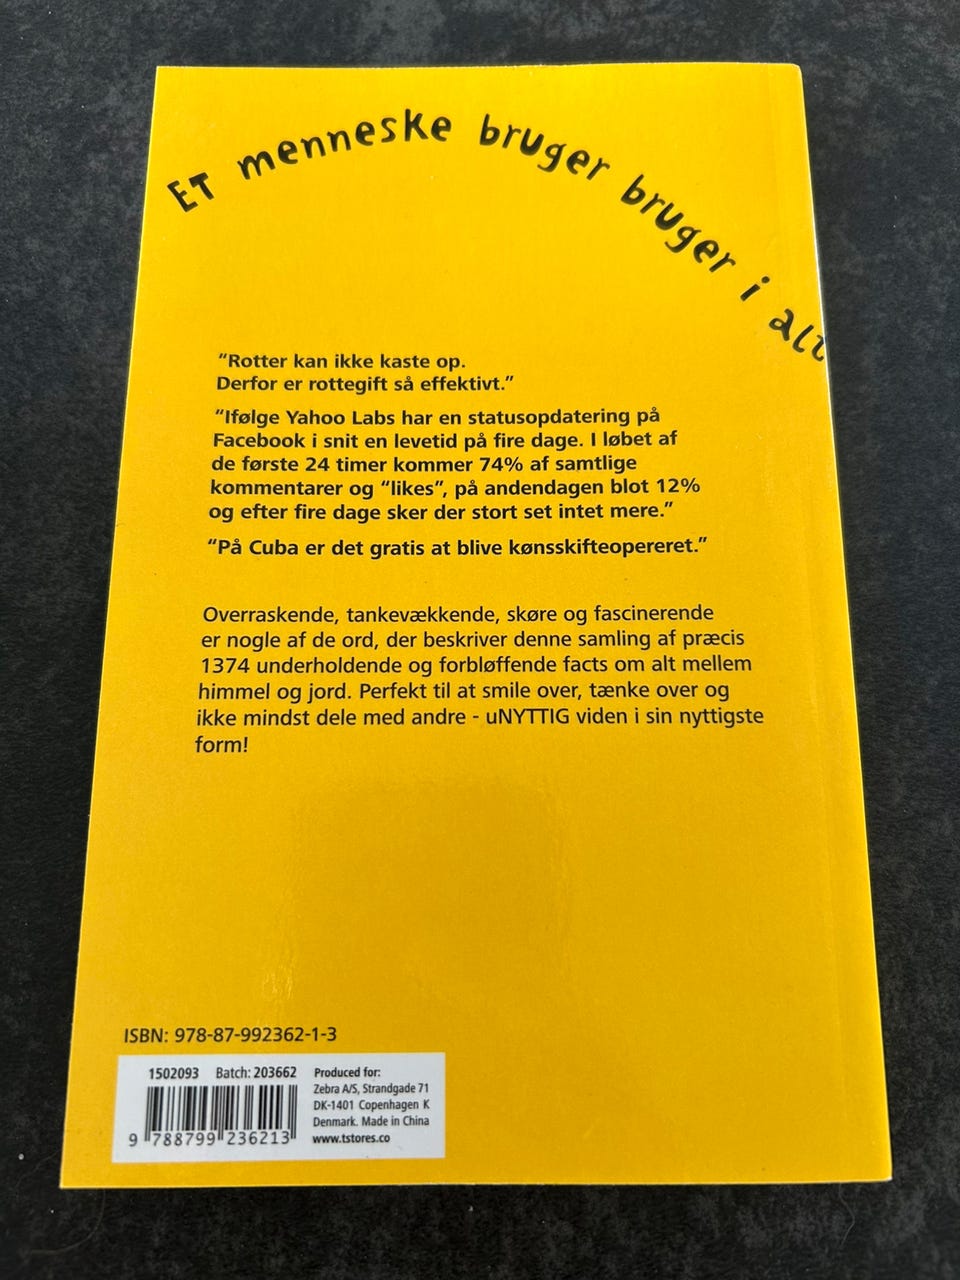 ET menneske bruger bruger i alt
“Rotter kan ikke kaste op.
Derfor er rottegift så effektivt.”
“Ifølge Yahoo Labs har en statusopdatering på
Facebook i snit en levetid på fire dage. I løbet af
de første 24 timer kommer 74% af samtlige
kommentarer og “likes”, på andendagen blot 12%
og efter fire dage sker der stort set intet mere.”
“På Cuba er det gratis at blive kønsskifteopereret.”
Overraskende, tankevækkende, skøre og fascinerende
er nogle af de ord, der beskriver denne samling af præcis
1374 underholdende og forbløffende facts om alt mellem
himmel og jord. Perfekt til at smile over, tænke over og
ikke mindst dele med andre - uNYTTIG viden i sin nyttigste
form!
ISBN: 978-87-992362-1-3
1502093 Batch: 203662
9 788799 236213
Produced for:
Zebra A/S, Strandgade 71
DK-1401 Copenhagen K
Denmark. Made in China
www.tstores.co